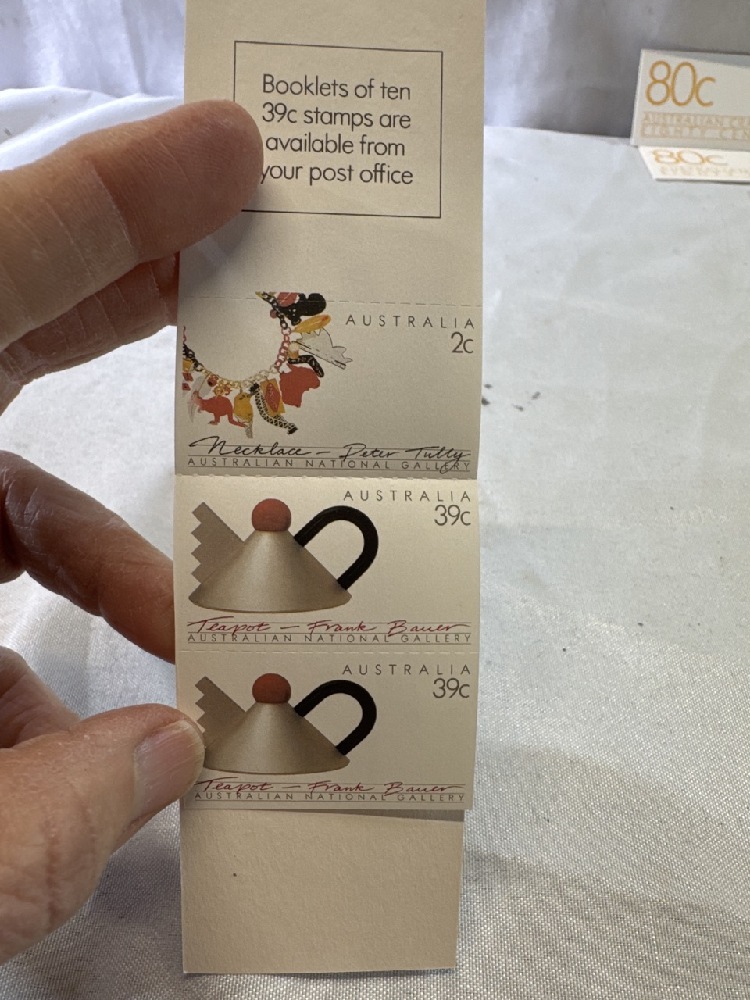 Booklets of ten
39c stamps are
available from
your post office
80c
AUSTRALIAN
80c
AUSTRALIA
2c
Necklace - Peter Tully
AUSTRALIAN NATIONAL GALLERY
AUSTRALIA
39c
Teapot - Frank Bauer
AUSTRALIAN NATIONAL GALLERY
AUSTRALIA
39c
Teapot - Frank Bauer
AUSTRALIAN NATIONAL GALLERY